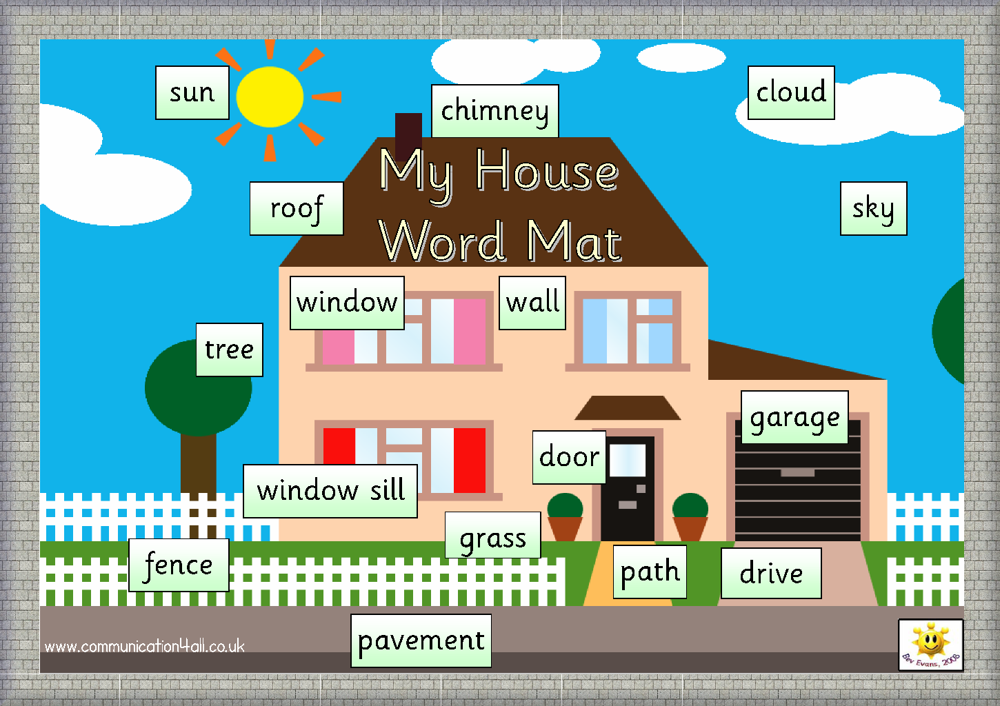 sun
cloud
chimney
My House
Word Mat
roof
sky
window
wall
tree
garage
door
window sill
grass
fence
path
drive
pavement
www.communication4all.co.uk
Bev Evans, 2008